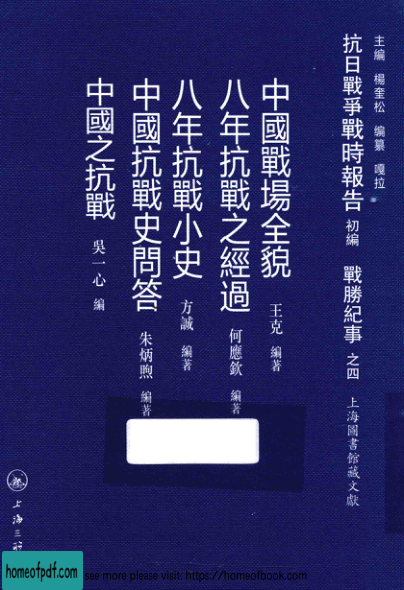 主編 楊奎松 編纂 嘎拉
抗日戰爭戰時報告 初編 戰勝紀事 之四 上海圖書館藏文獻
中國戰場全貌 王克 編著
八年抗戰之經過 何應欽 編著
八年抗戰小史 方誠 編著
中國抗戰史問答 朱炳煦 編著
中國之抗戰 吳一心 編
上海三
homeofpdf.com
see more please visit: https://homeofbook.com